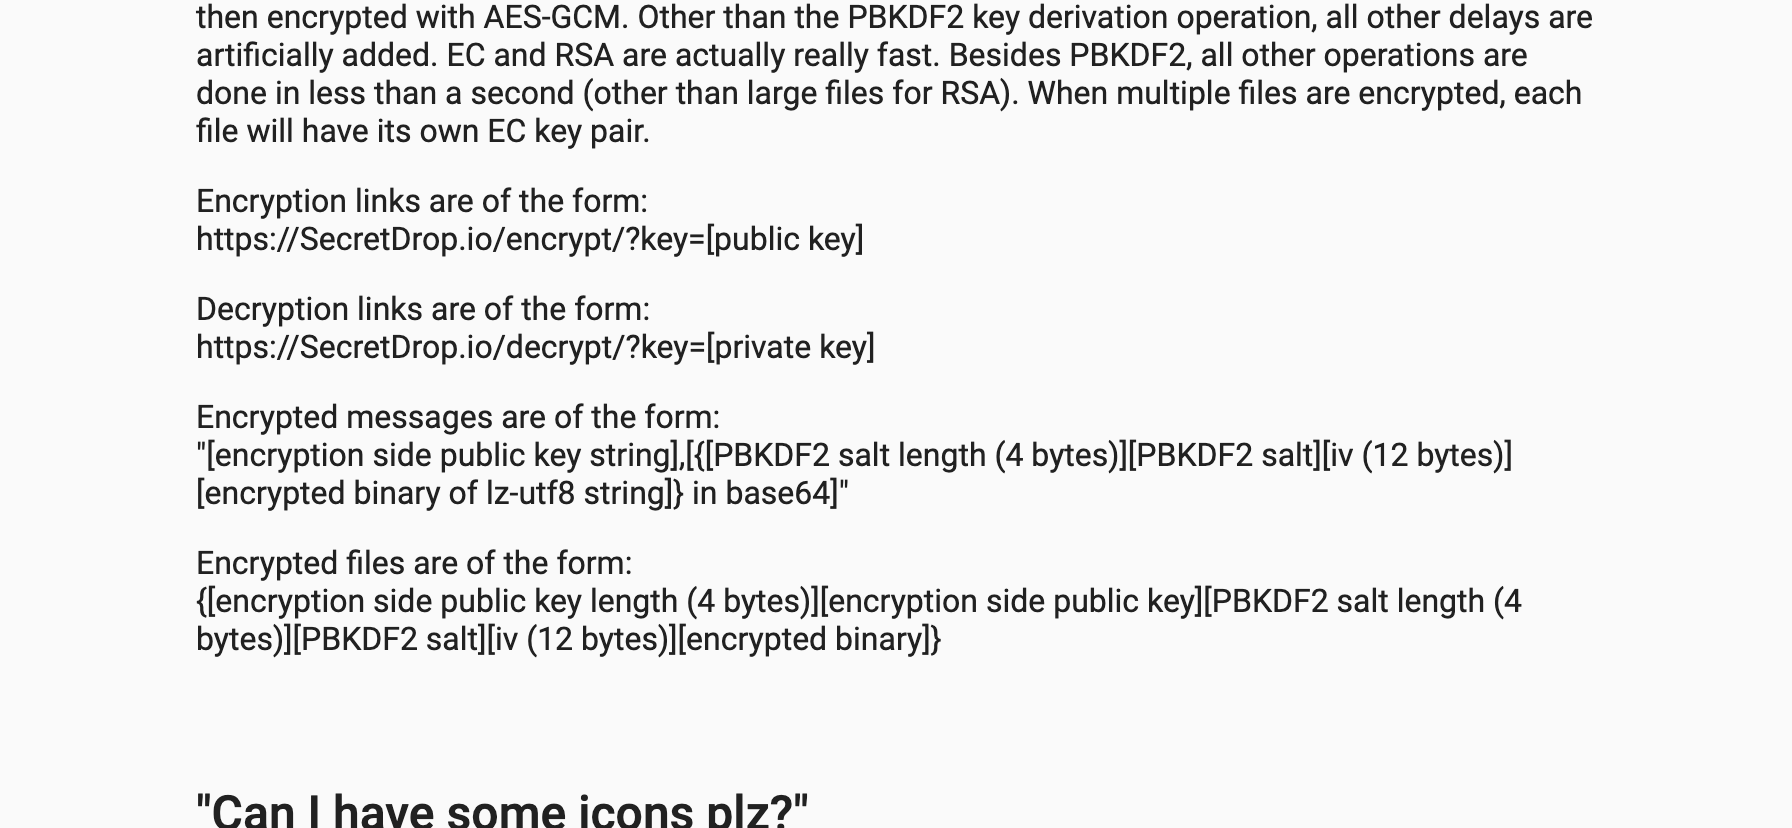 then encrypted with AES-GCM. Other than the PBKDF2 key derivation operation, all other delays are
artificially added. EC and RSA are actually really fast. Besides PBKDF2, all other operations are
done in less than a second (other than large files for RSA). When multiple files are encrypted, each
file will have its own EC key pair.
Encryption links are of the form:
https://SecretDrop.io/encrypt/?key=[public key]
Decryption links are of the form:
https://SecretDrop.io/decrypt/?key=[private key]
Encrypted messages are of the form:
"[encryption side public key string],[{[PBKDF2 salt length (4 bytes)][PBKDF2 salt][iv (12 bytes)]
[encrypted binary of lz-utf8 string]} in base64]"
Encrypted files are of the form:
{[encryption side public key length (4 bytes)][encryption side public key][PBKDF2 salt length (4
bytes)][PBKDF2 salt][iv (12 bytes)][encrypted binary]}
"Can I have some icons plz?"